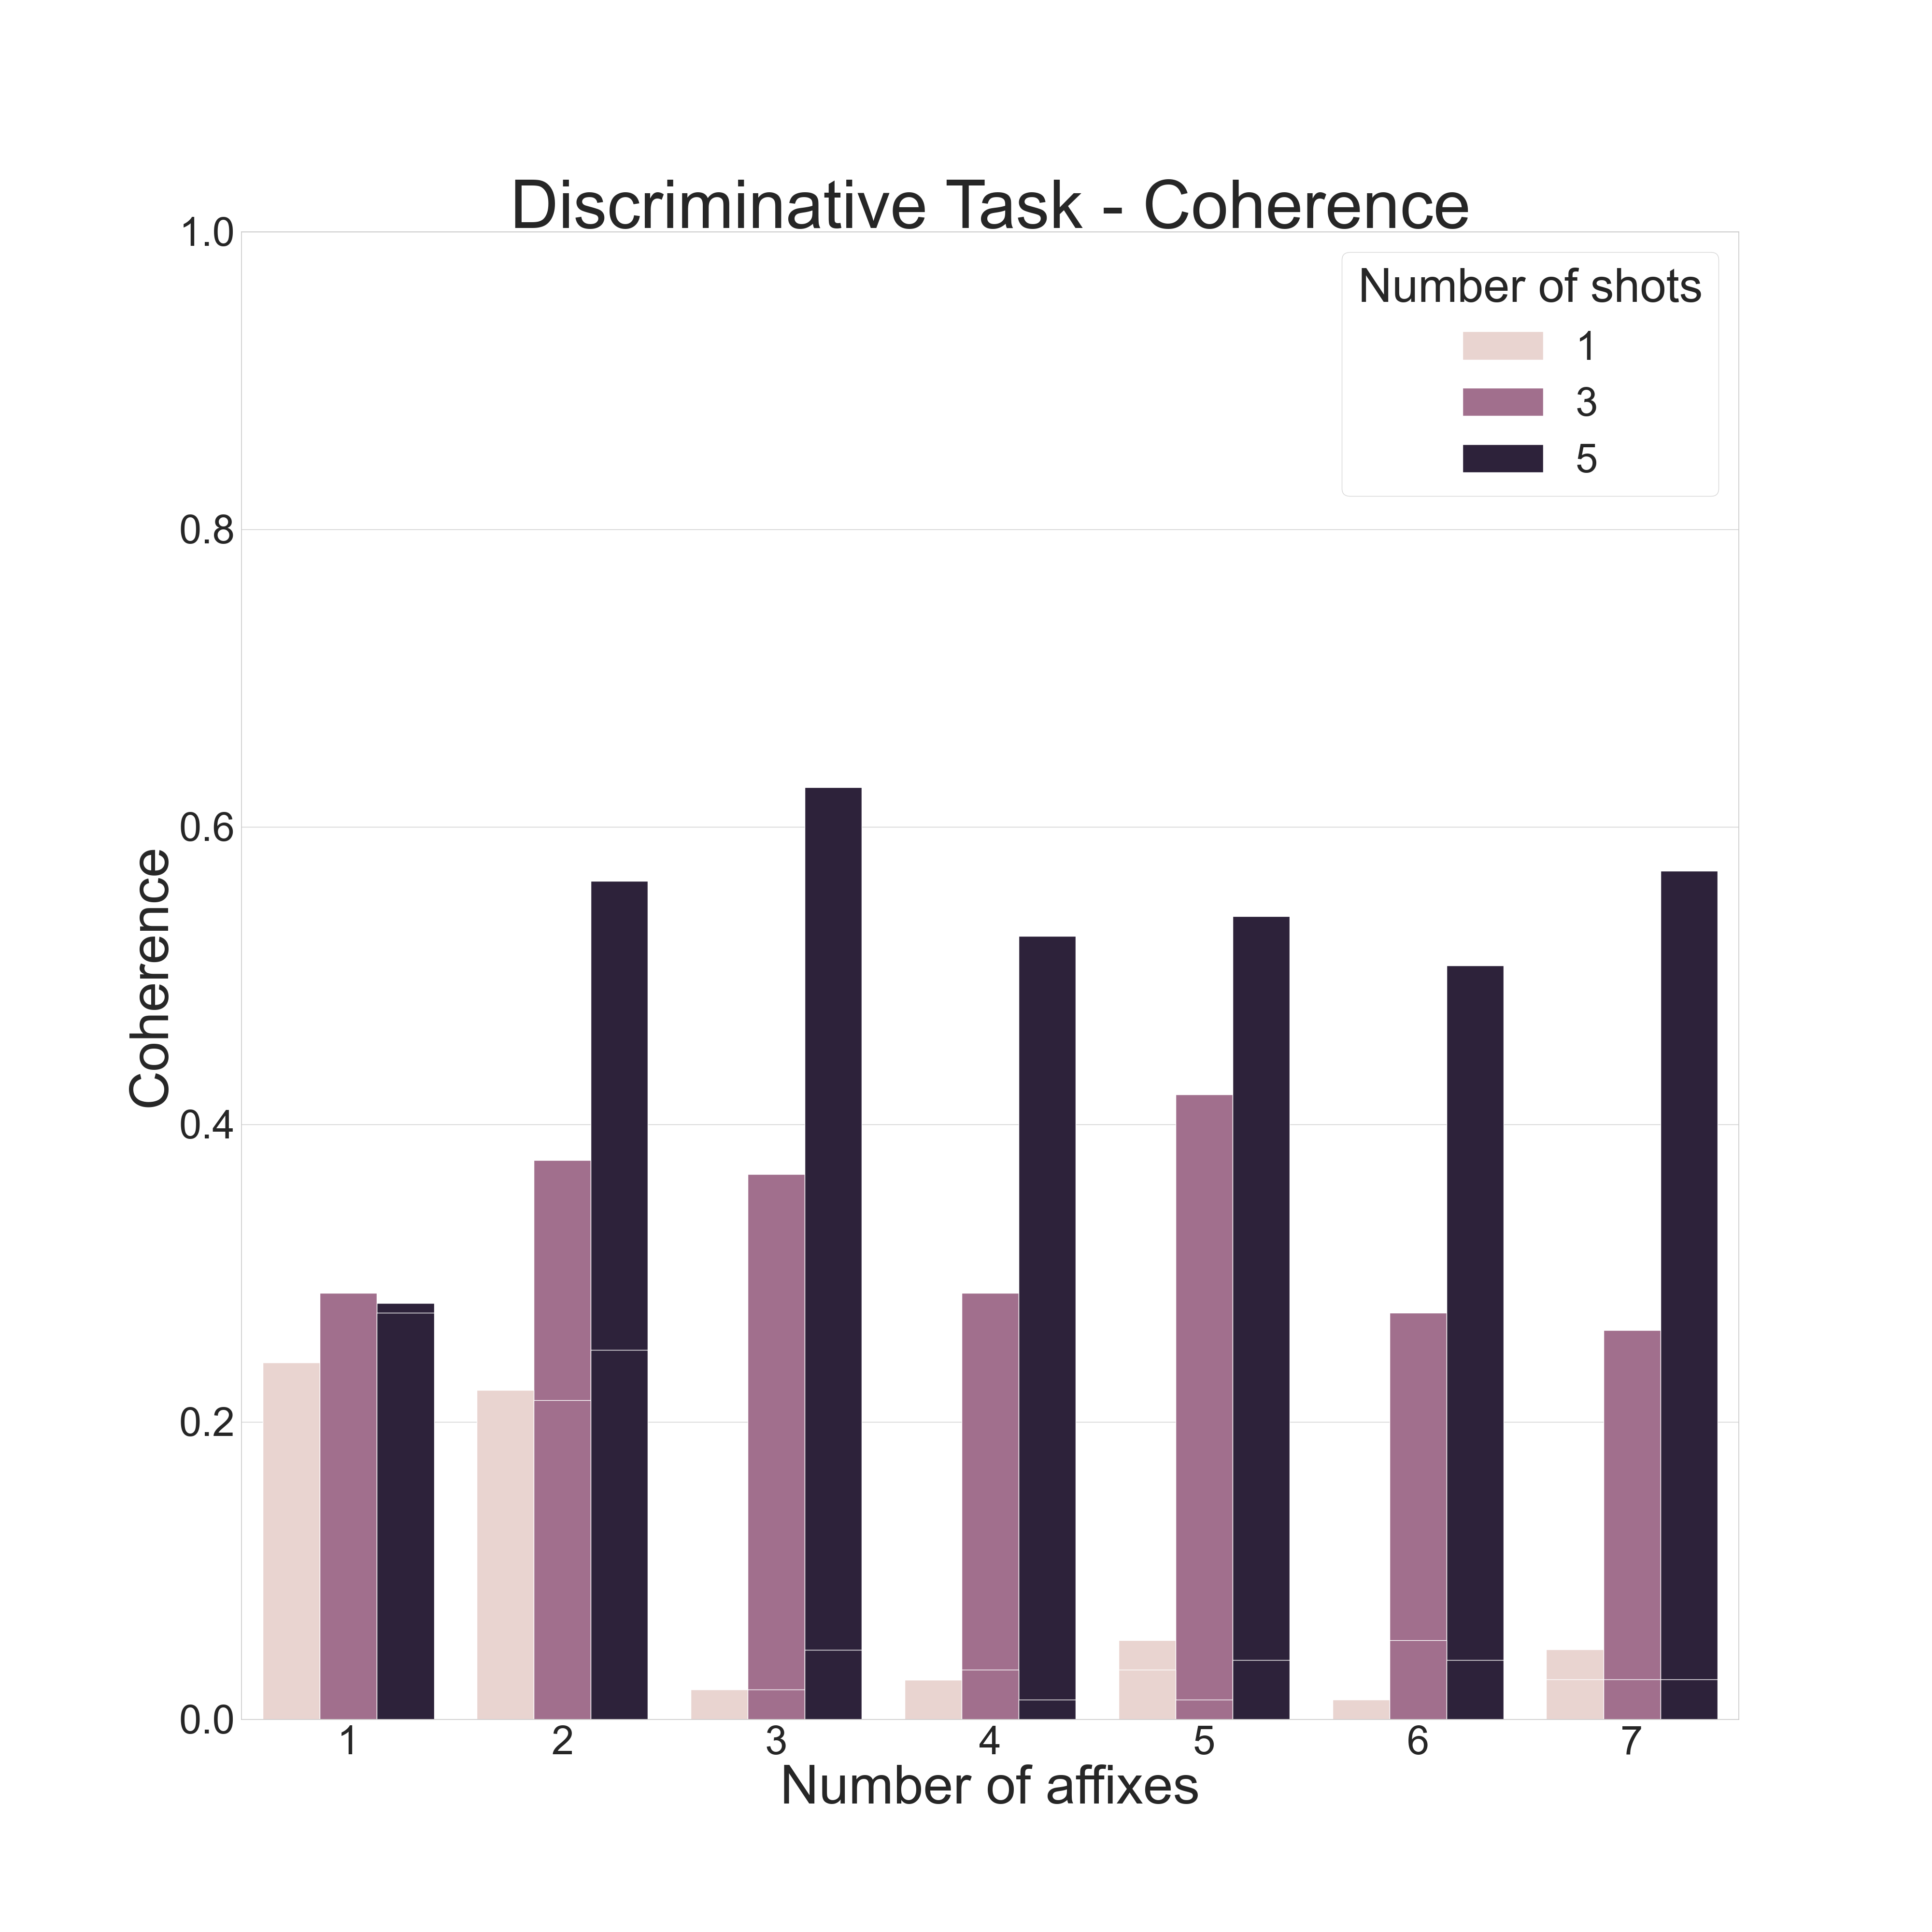 Discriminative Task - Coherence
Number of shots
1
3
5
Coherence
1.0
0.8
0.6
0.4
0.2
0.0
1 2 3 4 5 6 7
Number of affixes